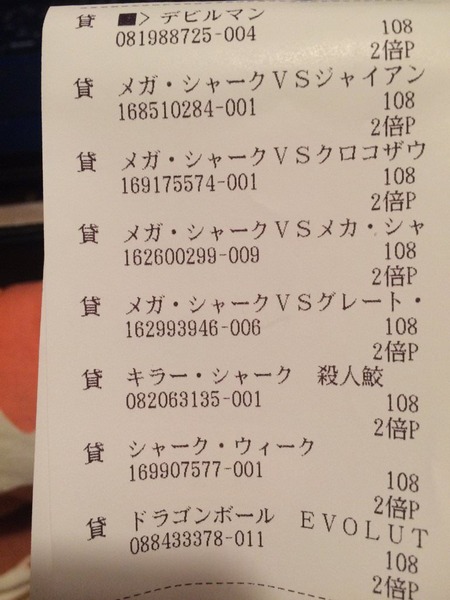 貸 ■> デビルマン
081988725-004 108
2倍P
貸 メガ・シャークVSジャイアン
168510284-001 108
2倍P
貸 メガ・シャークVSクロコザウ
169175574-001 108
2倍P
貸 メガ・シャークVSメカ・シャ
162600299-009 108
2倍P
貸 メガ・シャークVSグレート・
162993946-006 108
2倍P
貸 キラー・シャーク 殺人鮫
082063135-001 108
2倍P
貸 シャーク・ウィーク
169907577-001 108
2倍P
貸 ドラゴンボール EVOLUT
088433378-011 108
2倍P